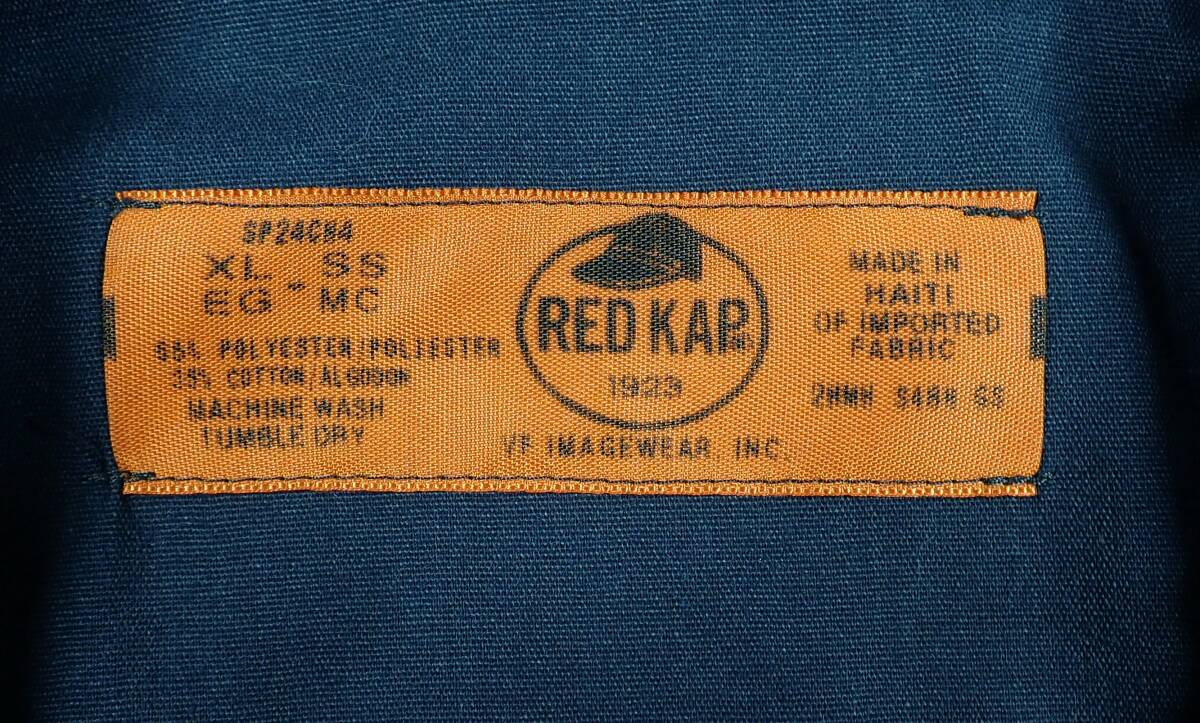 SP24CH4
XL - SS
EG MC
65% POLYESTER/POLIESTER
35% COTTON/ALGODON
MACHINE WASH
TUMBLE DRY
RED KAP®
1923
VF IMAGEWEAR, INC.
MADE IN
HAITI
OF IMPORTED
FABRIC